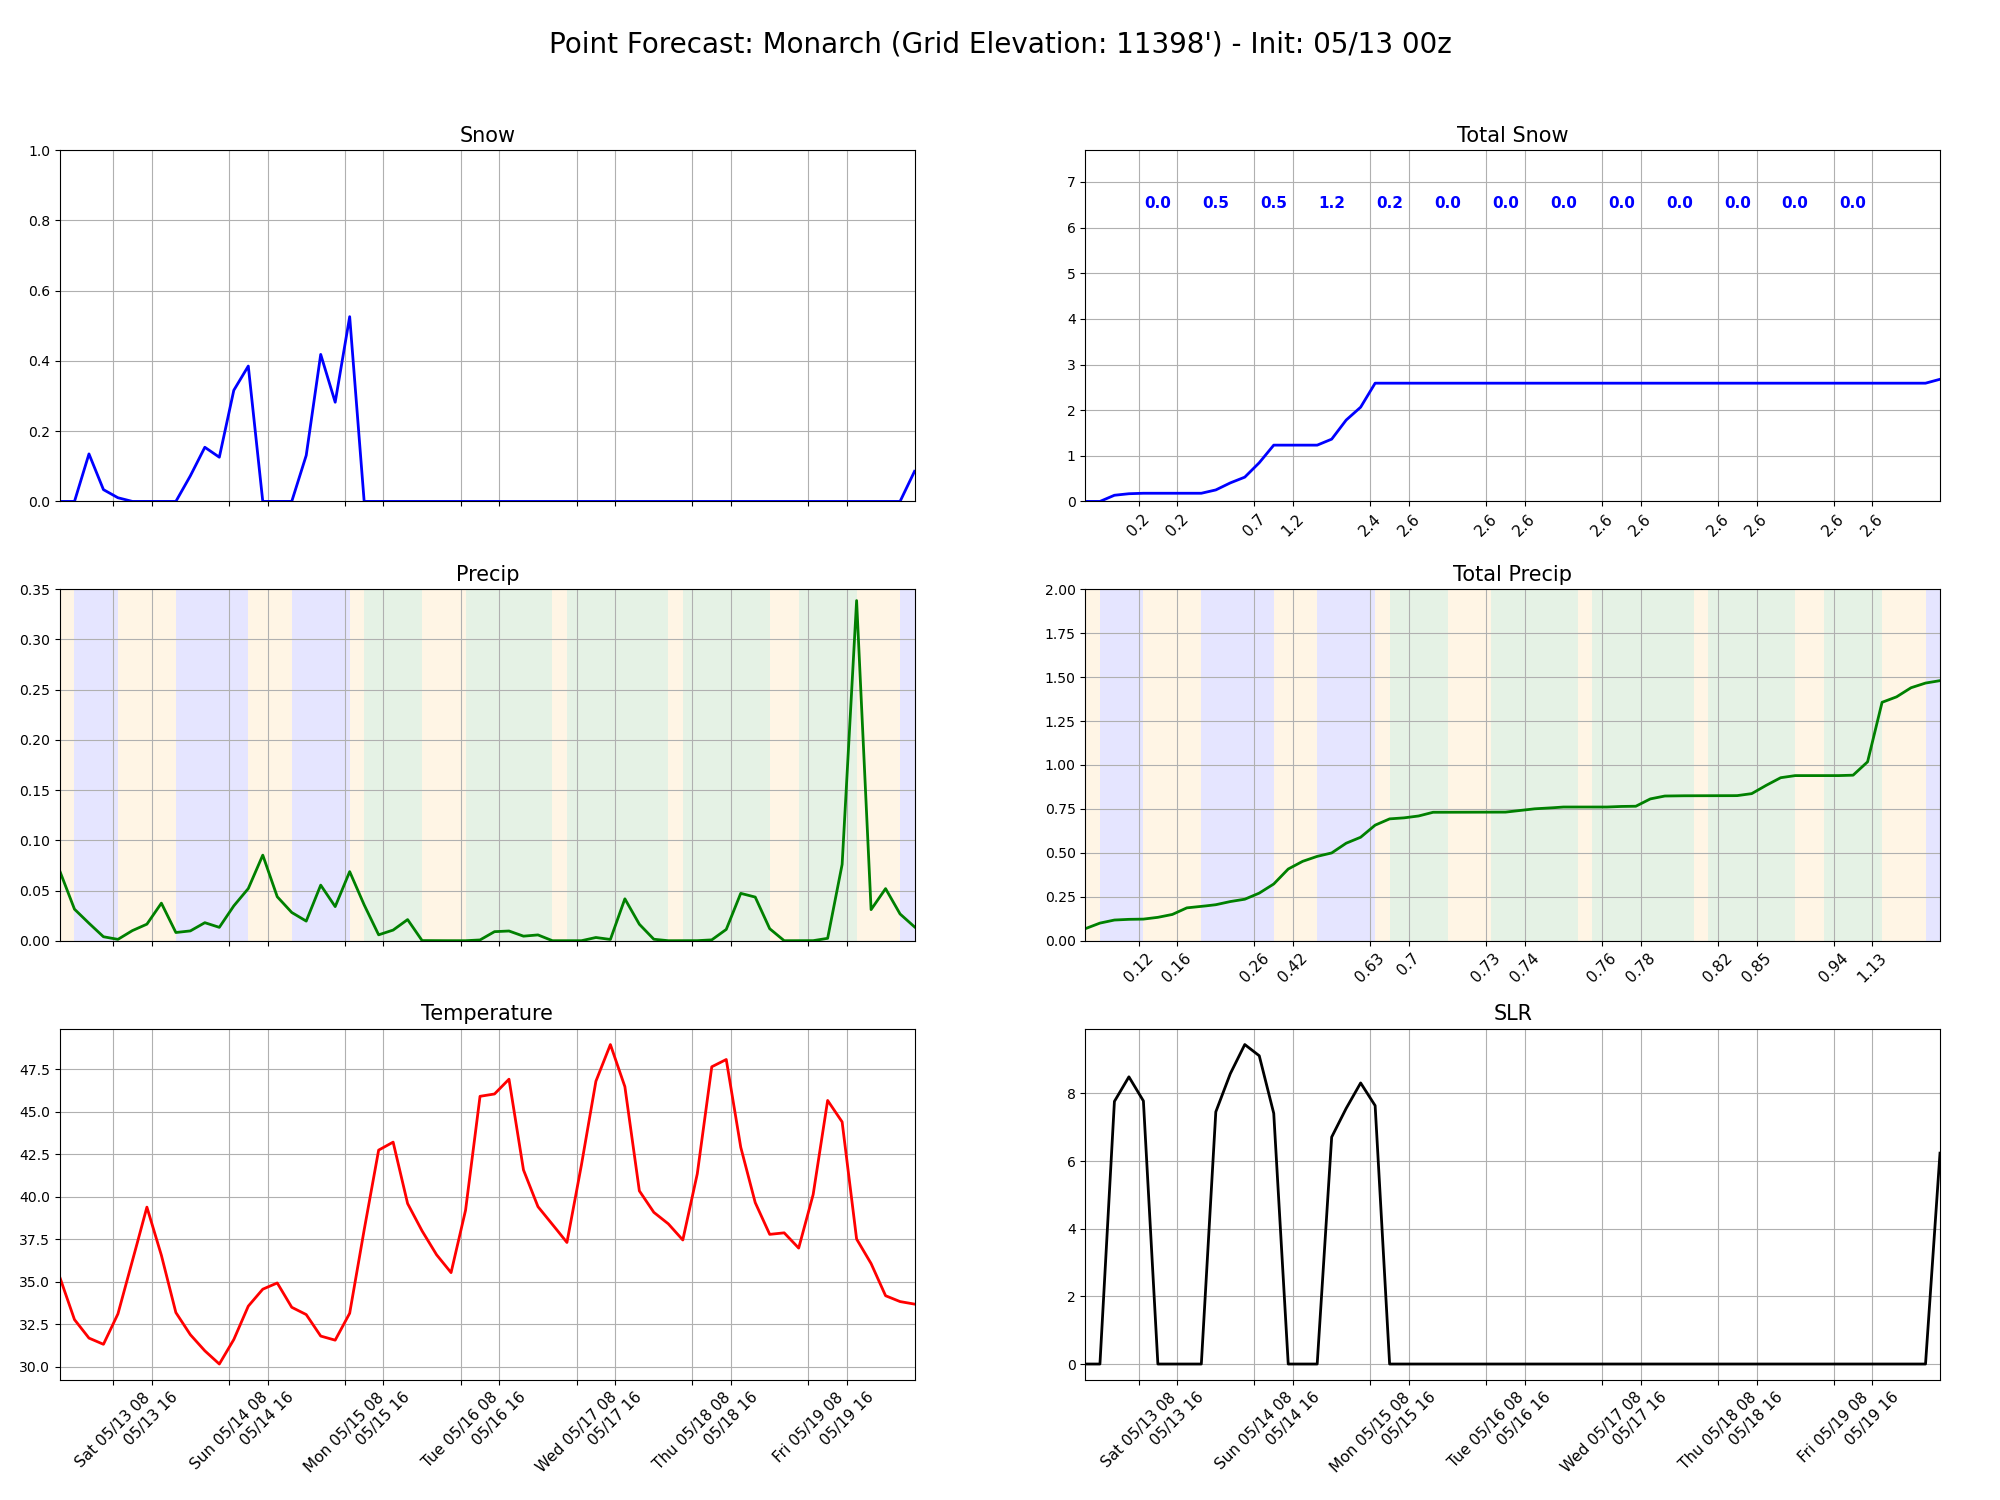 Point Forecast: Monarch (Grid Elevation: 11398') - Init: 05/13 00z
Snow
1.0
0.8
0.6
0.4
0.2
0.0
Total Snow
7
6
5
4
3
2
1
0
0.0 0.5 0.5 1.2 0.2 0.0 0.0 0.0 0.0 0.0 0.0 0.0 0.0
0.2 0.2 0.7 1.2 2.4 2.6 2.6 2.6 2.6 2.6 2.6 2.6 2.6 2.6
Precip
0.35
0.30
0.25
0.20
0.15
0.10
0.05
0.00
Total Precip
2.00
1.75
1.50
1.25
1.00
0.75
0.50
0.25
0.00
0.12 0.16 0.26 0.42 0.63 0.7 0.73 0.74 0.76 0.78 0.82 0.85 0.94 1.13
Temperature
47.5
45.0
42.5
40.0
37.5
35.0
32.5
30.0
Sat 05/13 08
05/13 16
Sun 05/14 08
05/14 16
Mon 05/15 08
05/15 16
Tue 05/16 08
05/16 16
Wed 05/17 08
05/17 16
Thu 05/18 08
05/18 16
Fri 05/19 08
05/19 16
SLR
8
6
4
2
0
Sat 05/13 08
05/13 16
Sun 05/14 08
05/14 16
Mon 05/15 08
05/15 16
Tue 05/16 08
05/16 16
Wed 05/17 08
05/17 16
Thu 05/18 08
05/18 16
Fri 05/19 08
05/19 16